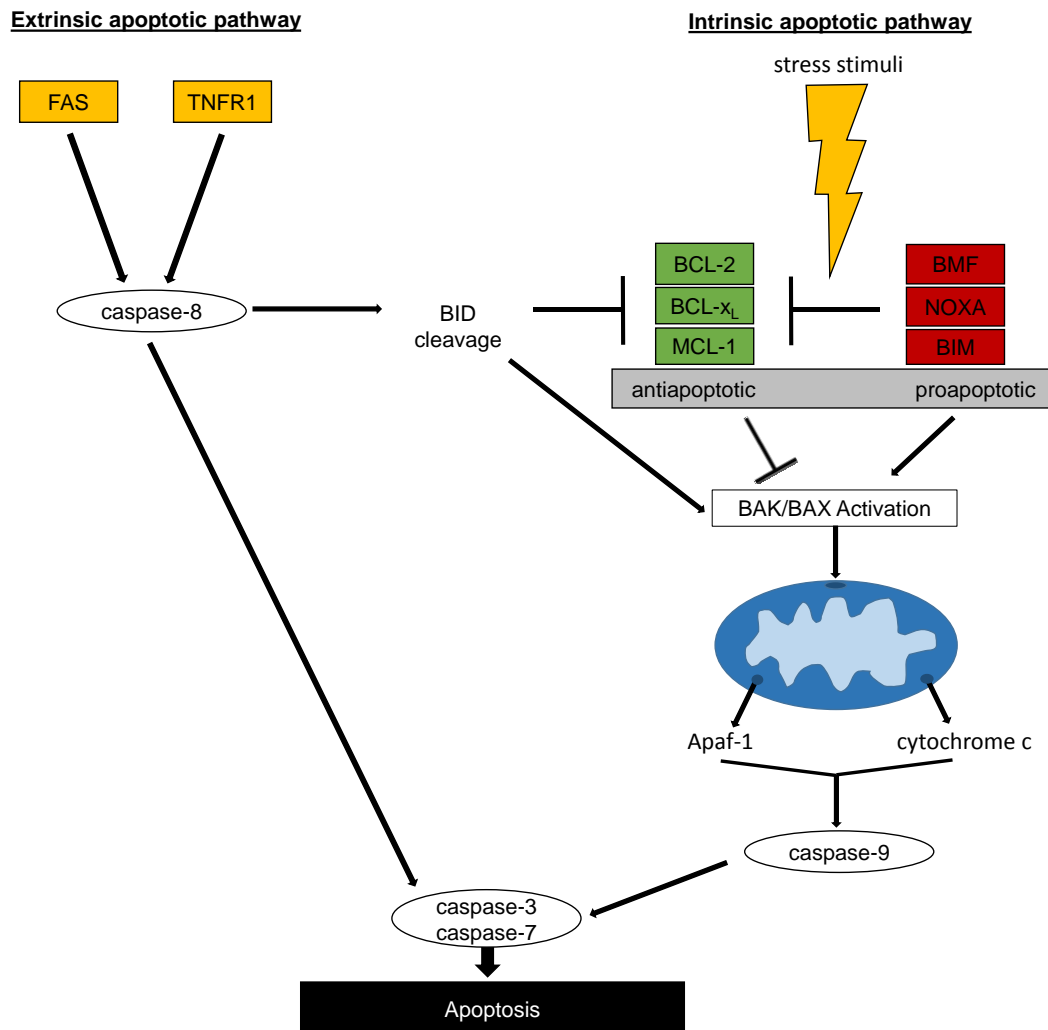 Extrinsic apoptotic pathway
Intrinsic apoptotic pathway
stress stimuli
FAS
TNFR1
BCL-2
BMF
caspase-8
BID
cleavage
BCL-xL
NOXA
MCL-1
BIM
antiapoptotic
proapoptotic
BAK/BAX Activation
Apaf-1
cytochrome c
caspase-9
caspase-3
caspase-7
Apoptosis